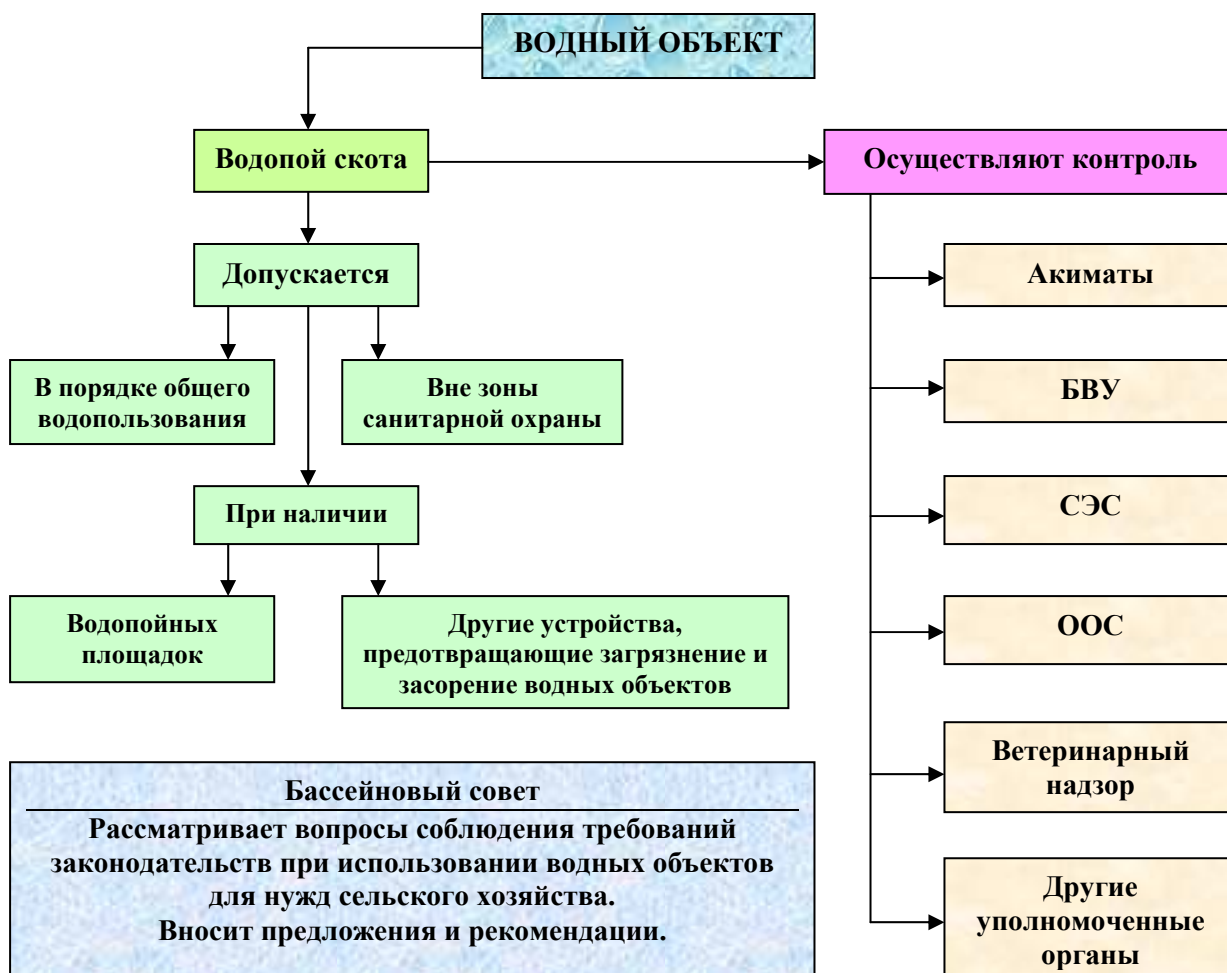 ВОДНЫЙ ОБЪЕКТ
Водопой скота
Осуществляют контроль
Допускается
В порядке общего
водопользования
Вне зоны
санитарной охраны
При наличии
Водопойных
площадок
Другие устройства,
предотвращающие загрязнение и
засорение водных объектов
Акиматы
БВУ
СЭС
ООС
Ветеринарный
надзор
Другие
уполномоченные
органы
Бассейновый совет
Рассматривает вопросы соблюдения требований
законодательств при использовании водных объектов
для нужд сельского хозяйства.
Вносит предложения и рекомендации.